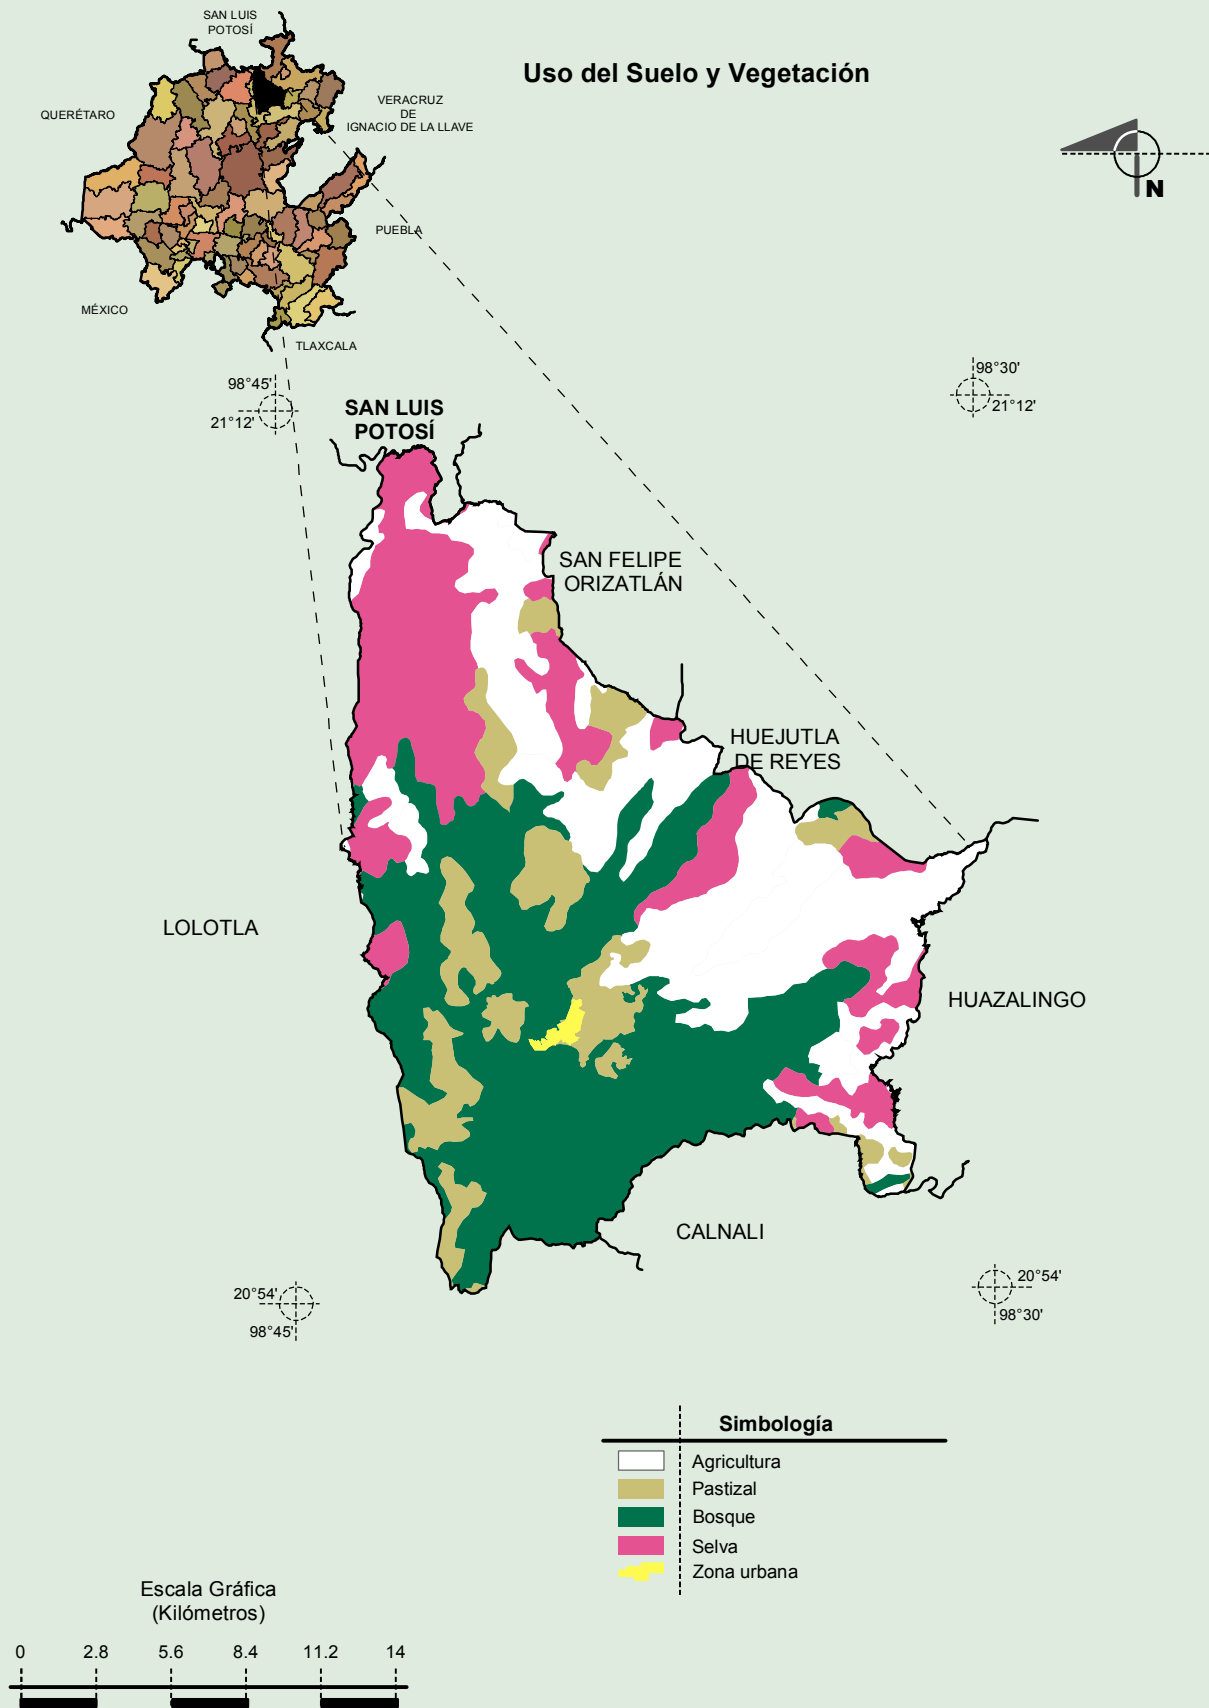 SAN LUIS
POTOSÍ
Uso del Suelo y Vegetación
QUERÉTARO
VERACRUZ
DE
IGNACIO DE LA LLAVE
N
PUEBLA
MÉXICO
TLAXCALA
98°45'
21°12'
98°30'
21°12'
SAN LUIS
POTOSÍ
SAN FELIPE
ORIZATLÁN
HUEJUTLA
DE REYES
LOLOTLA
HUAZALINGO
CALNALI
20°54'
98°45'
20°54'
98°30'
Simbología
Agricultura
Pastizal
Bosque
Selva
Zona urbana
Escala Gráfica
(Kilómetros)
0 2.8 5.6 8.4 11.2 14